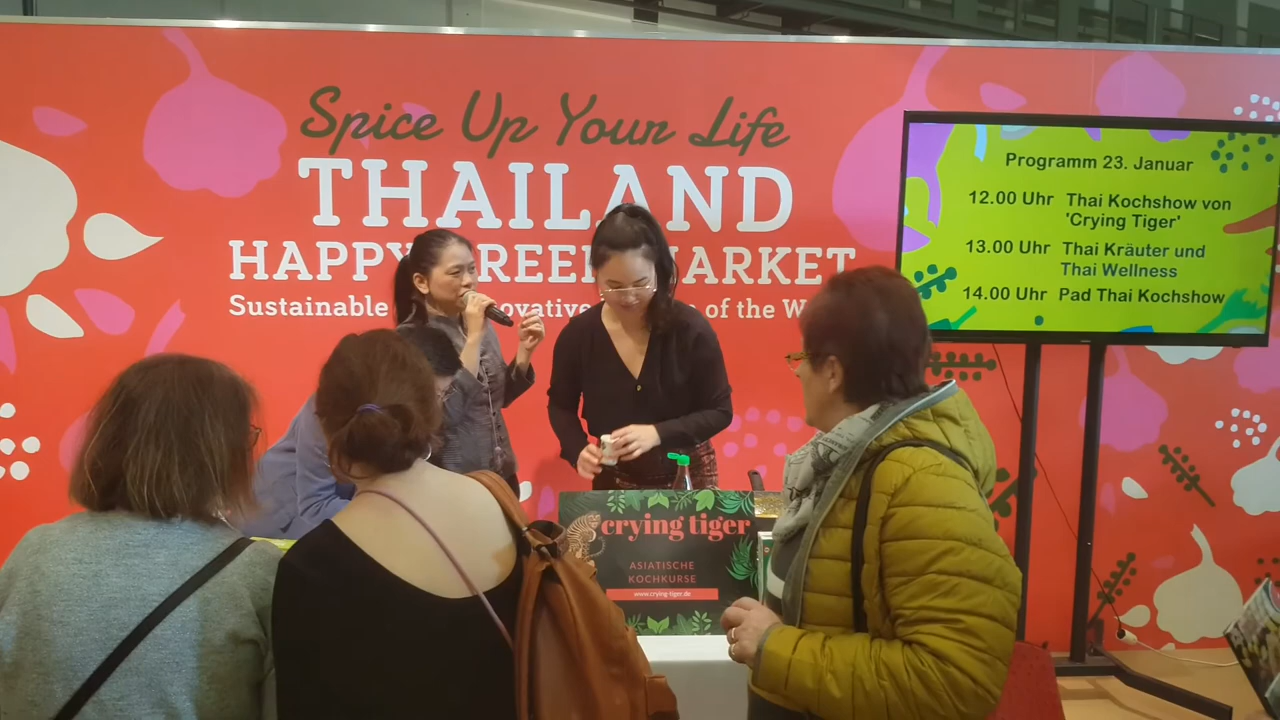 Spice Up Your Life
THAILAND
HAPPY GREEN MARKET
Sustainable
of the
Programm 23. Januar
12.00 Uhr Thai Kochshow von
'Crying Tiger'
13.00 Uhr Thai Kräuter und
Thai Wellness
14.00 Uhr Pad Thai Kochshow
crying tiger
ASIATISCHE
KOCHKURSE
www.crying-tiger.de